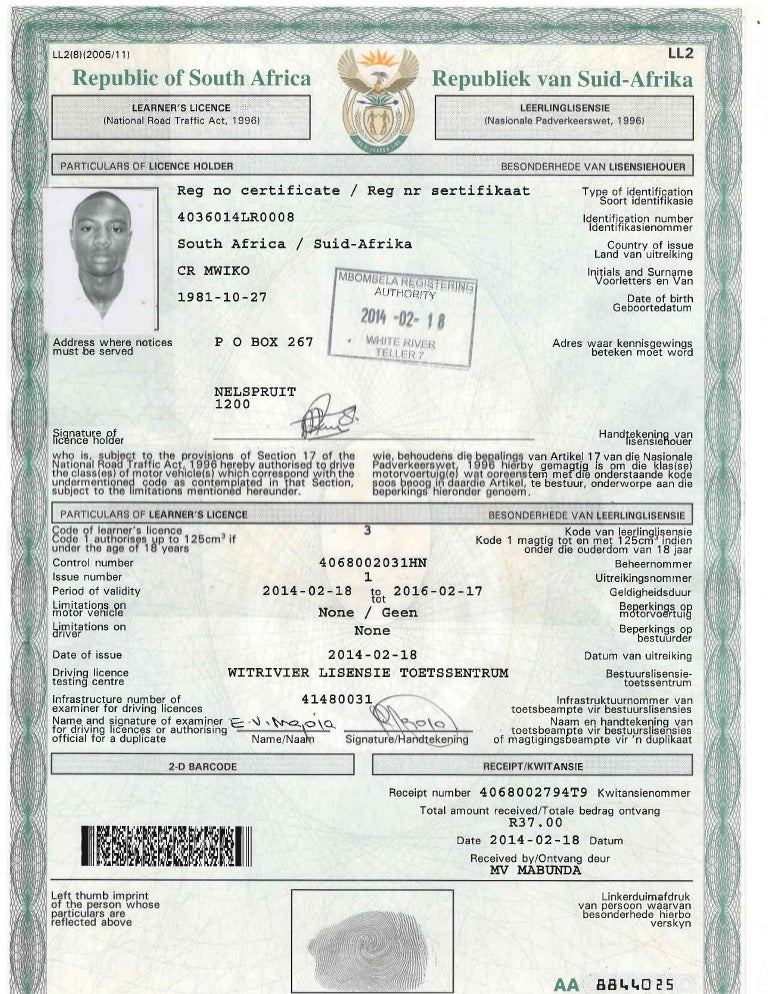 LL2(8)(2005/11)
LL2
Republic of South Africa
Republiek van Suid-Afrika
LEARNER'S LICENCE
(National Road Traffic Act, 1996)
LEERLINGLISENSIE
(Nasionale Padverkeerswet, 1996)
PARTICULARS OF LICENCE HOLDER
BESONDERHEDE VAN LISENSIEHOUER
Reg no certificate / Reg nr sertifikaat
Type of identification
Soort identifikasie
4036014LR0008
Identification number
Identifikasienommer
South Africa / Suid-Afrika
Country of issue
Land van uitreiking
CR MWIKO
Initials and Surname
Voorletters en Van
1981-10-27
Date of birth
Geboortedatum
MBOMBELA REGISTERING
AUTHORITY
2014 -02- 18
WHITE RIVER
TELLER 7
Address where notices
must be served
P O BOX 267
Adres waar kennisgewings
beteken moet word
NELSPRUIT
1200
Signature of
licence holder
Handtekening van
lisensiehouer
who is, subject to the provisions of Section 17 of the
National Road Traffic Act, 1996 hereby authorised to drive
the class(es) of motor vehicle(s) which correspond with the
undermentioned code as contemplated in that Section,
subject to the limitations mentioned hereunder.
wie, behoudens die bepalings van Artikel 17 van die Nasionale
Padverkeerswet, 1996 hierby gemagtig is om die klas(se)
motorvoertuig(e) wat ooreenstem met die onderstaande kode
soos beoog in daardie Artikel, te bestuur, onderworpe aan die
beperkings hieronder genoem.
PARTICULARS OF LEARNER'S LICENCE
BESONDERHEDE VAN LEERLINGLISENSIE
Code of learner's licence
Code 1 authorises up to 125cm³ if
under the age of 18 years
3
Kode van leerlinglisensie
Kode 1 magtig tot en met 125cm³ indien
onder die ouderdom van 18 jaar
Control number
4068002031HN
Beheernommer
Issue number
1
Uitreikingsnommer
Period of validity
2014-02-18 to tot 2016-02-17
Geldigheidsduur
Limitations on
motor vehicle
None / Geen
Beperkings op
motorvoertuig
Limitations on
driver
None
Beperkings op
bestuurder
Date of issue
2014-02-18
Datum van uitreiking
Driving licence
testing centre
WITRIVIER LISENSIE TOETSSENTRUM
Bestuurslisensie-
toetssentrum
Infrastructure number of
examiner for driving licences
41480031
Infrastruktuurnommer van
toetsbeampte vir bestuurslisensies
Name and signature of examiner
for driving licences or authorising
official for a duplicate
Name/Naam
Signature/Handtekening
Naam en handtekening van
toetsbeampte vir bestuurslisensies
of magtigingsbeampte vir 'n duplikaat
2-D BARCODE
RECEIPT/KWITANSIE
Receipt number 4068002794T9 Kwitansienommer
Total amount received/Totale bedrag ontvang
R37.00
Date 2014-02-18 Datum
Received by/Ontvang deur
MV MABUNDA
Left thumb imprint
of the person whose
particulars are
reflected above
Linkerduimafdruk
van persoon waarvan
besonderhede hierbo
verskyn
AA 8844025